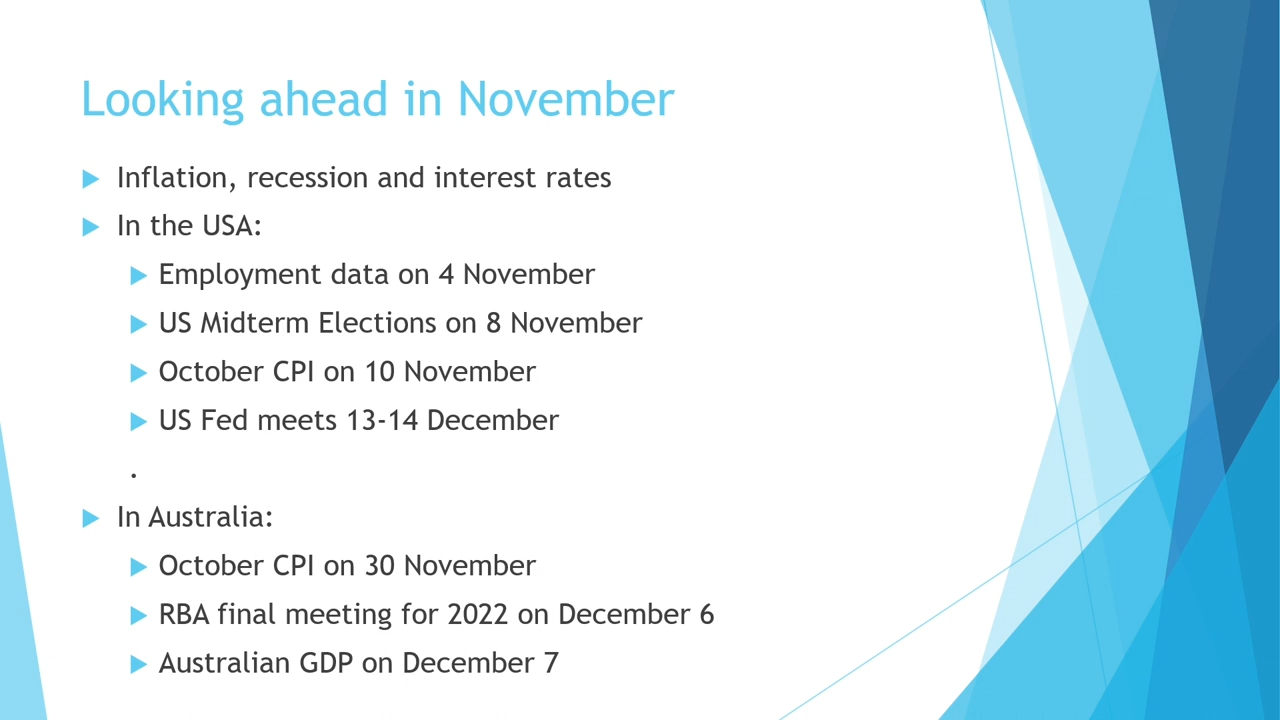 Looking ahead in November
Inflation, recession and interest rates
In the USA:
Employment data on 4 November
US Midterm Elections on 8 November
October CPI on 10 November
US Fed meets 13-14 December
.
In Australia:
October CPI on 30 November
RBA final meeting for 2022 on December 6
Australian GDP on December 7